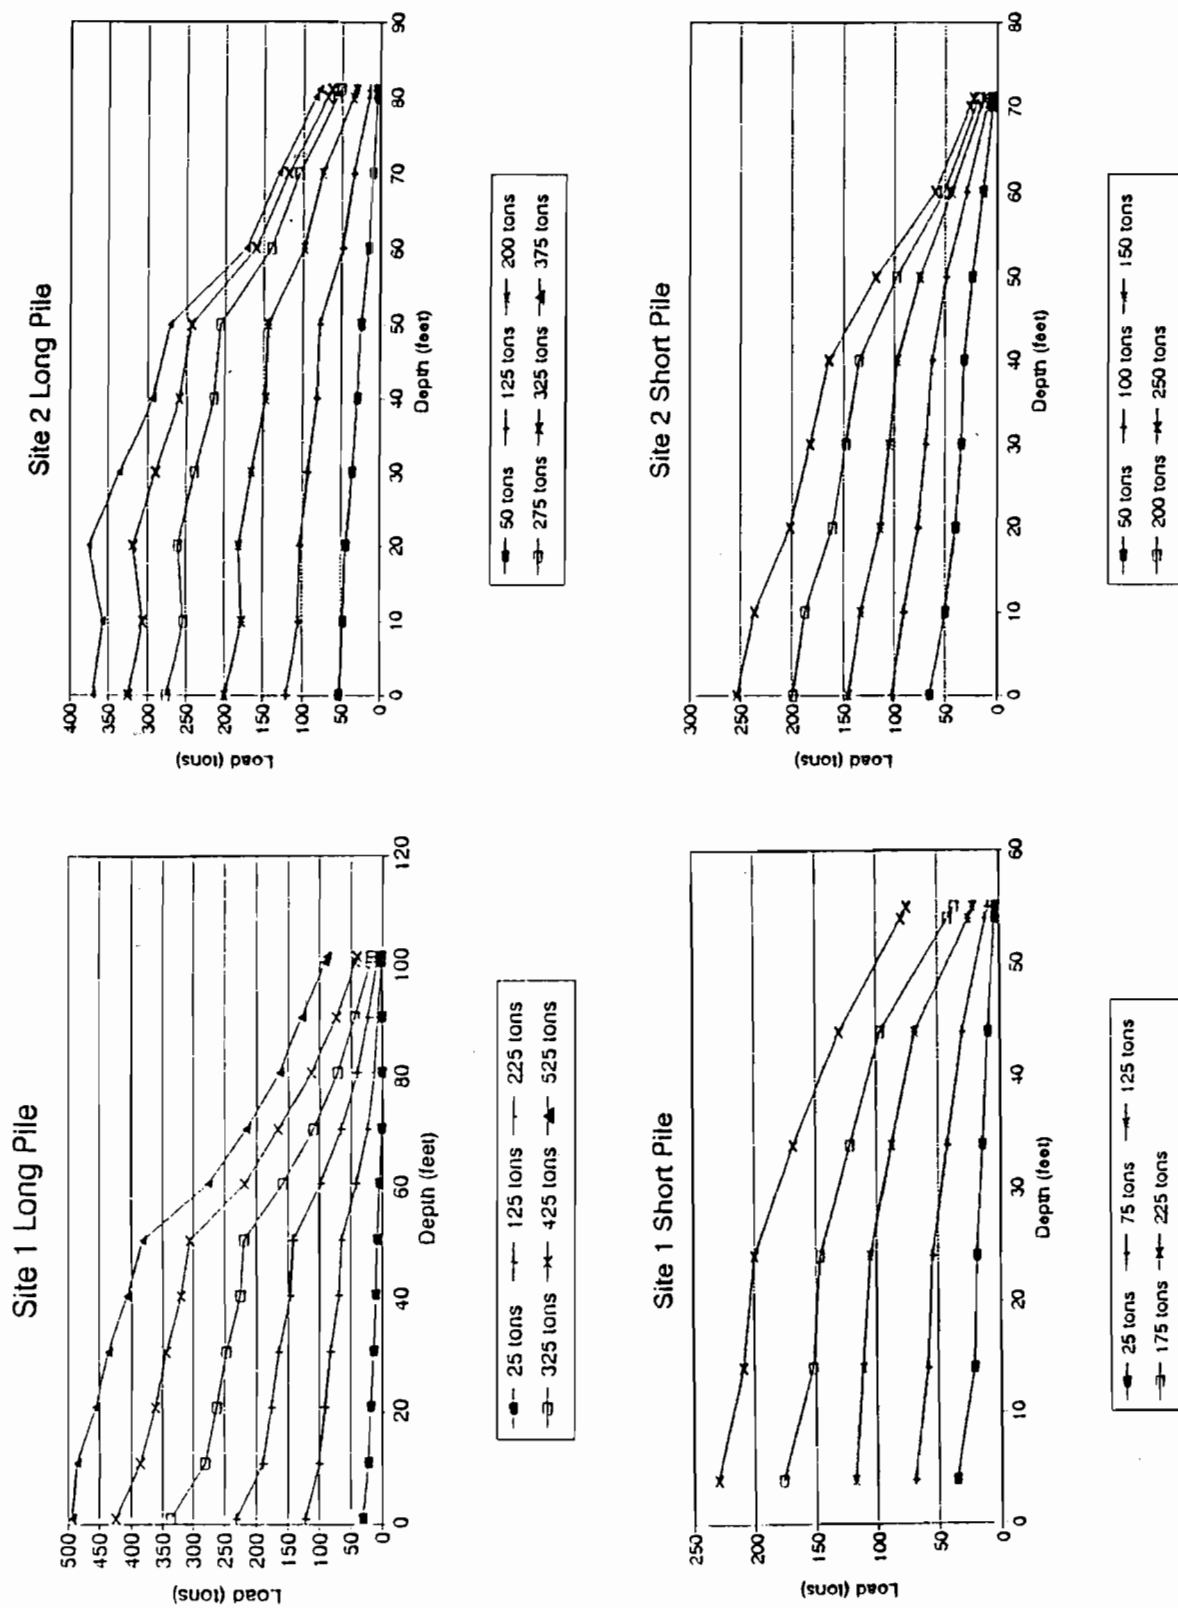 Site 1 Long Pile
Load (tons)
500
450
400
350
300
250
200
150
100
50
0
0 20 40 60 80 100 120
Depth (feet)
25 tons 125 tons 225 tons
325 tons 425 tons 525 tons
Site 2 Long Pile
Load (tons)
400
350
300
250
200
150
100
50
0
0 10 20 30 40 50 60 70 80 90
Depth (feet)
50 tons 125 tons 200 tons
275 tons 325 tons 375 tons
Site 1 Short Pile
Load (tons)
250
200
150
100
50
0
0 10 20 30 40 50 60
Depth (feet)
25 tons 75 tons 125 tons
175 tons 225 tons
Site 2 Short Pile
Load (tons)
300
250
200
150
100
50
0
0 10 20 30 40 50 60 70 80
Depth (feet)
50 tons 100 tons 150 tons
200 tons 250 tons